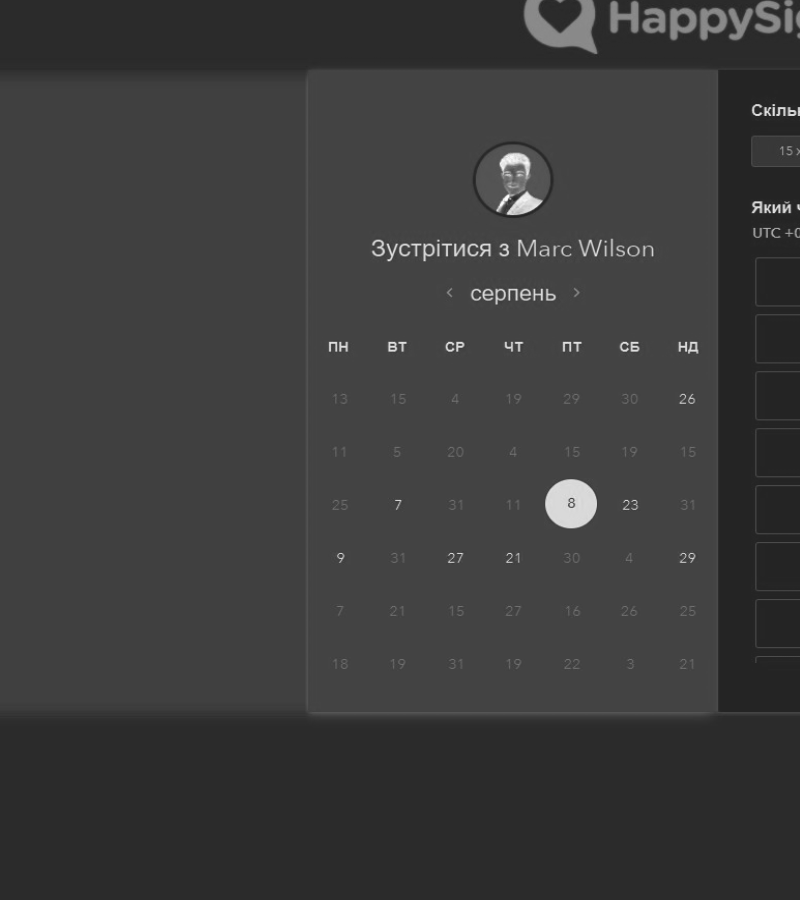 HappySig
Зустрітися з Marc Wilson
< серпень >
ПН ВТ СР ЧТ ПТ СБ НД
13 15 4 19 29 30 26
11 5 20 4 15 19 15
25 7 31 11 8 23 31
9 31 27 21 30 4 29
7 21 15 27 16 26 25
18 19 31 19 22 3 21
Скіль
15 х
Який ч
UTC +0